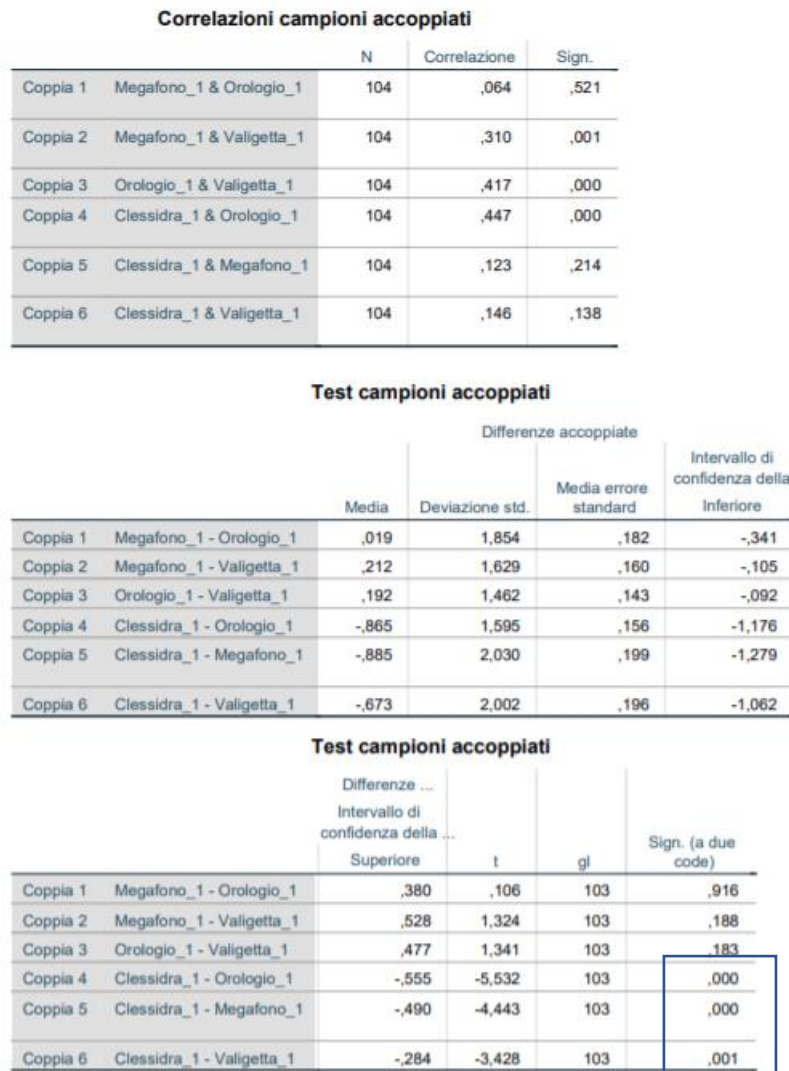 Correlazioni campioni accoppiati
N Correlazione Sign.
Coppia 1 Megafono_1 & Orologio_1 104 ,064 ,521
Coppia 2 Megafono_1 & Valigetta_1 104 ,310 ,001
Coppia 3 Orologio_1 & Valigetta_1 104 ,417 ,000
Coppia 4 Clessidra_1 & Orologio_1 104 ,447 ,000
Coppia 5 Clessidra_1 & Megafono_1 104 ,123 ,214
Coppia 6 Clessidra_1 & Valigetta_1 104 ,146 ,138
Test campioni accoppiati
Differenze accoppiate
Intervallo di
confidenza della
Media Deviazione std. Media errore
standard Inferiore
Coppia 1 Megafono_1 - Orologio_1 ,019 1,854 ,182 -,341
Coppia 2 Megafono_1 - Valigetta_1 ,212 1,629 ,160 -,105
Coppia 3 Orologio_1 - Valigetta_1 ,192 1,462 ,143 -,092
Coppia 4 Clessidra_1 - Orologio_1 -,865 1,595 ,156 -1,176
Coppia 5 Clessidra_1 - Megafono_1 -,885 2,030 ,199 -1,279
Coppia 6 Clessidra_1 - Valigetta_1 -,673 2,002 ,196 -1,062
Test campioni accoppiati
Differenze ...
Intervallo di
confidenza della ...
Superiore t gl Sign. (a due
code)
Coppia 1 Megafono_1 - Orologio_1 ,380 ,106 103 ,916
Coppia 2 Megafono_1 - Valigetta_1 ,528 1,324 103 ,188
Coppia 3 Orologio_1 - Valigetta_1 ,477 1,341 103 ,183
Coppia 4 Clessidra_1 - Orologio_1 -,555 -5,532 103 ,000
Coppia 5 Clessidra_1 - Megafono_1 -,490 -4,443 103 ,000
Coppia 6 Clessidra_1 - Valigetta_1 -,284 -3,428 103 ,001